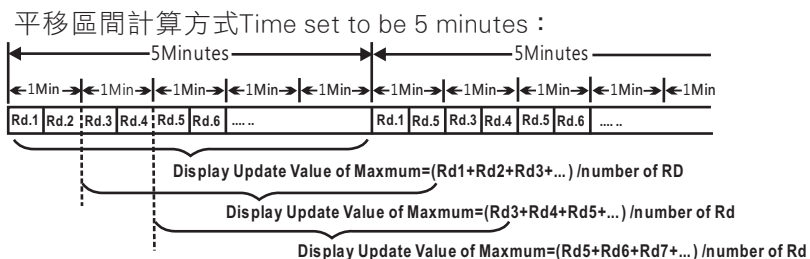 平移區間計算方式Time set to be 5 minutes：
5Minutes 5Minutes
1Min 1Min 1Min 1Min 1Min 1Min 1Min 1Min 1Min 1Min
Rd.1 Rd.2 Rd.3 Rd.4 Rd.5 Rd.6 ..... .. Rd.1 Rd.5 Rd.3 Rd.4 Rd.5 Rd.6 ..... ..
Display Update Value of Maxmum=(Rd1+Rd2+Rd3+...) /number of RD
Display Update Value of Maxmum=(Rd3+Rd4+Rd5+...) /number of Rd
Display Update Value of Maxmum=(Rd5+Rd6+Rd7+...) /number of Rd